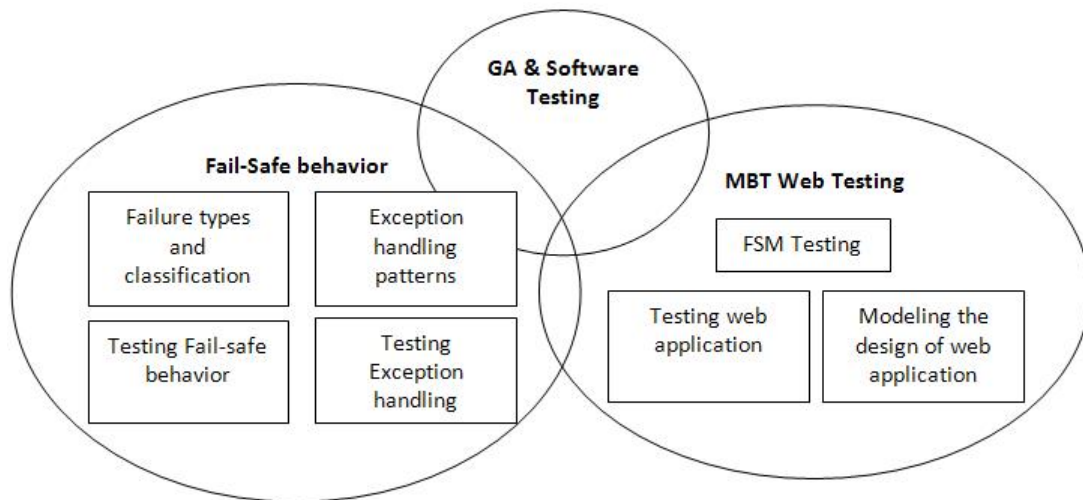 GA & Software
Testing
Fail-Safe behavior
Failure types
and
classification
Exception
handling
patterns
Testing Fail-safe
behavior
Testing
Exception
handling
MBT Web Testing
FSM Testing
Testing web
application
Modeling the
design of web
application